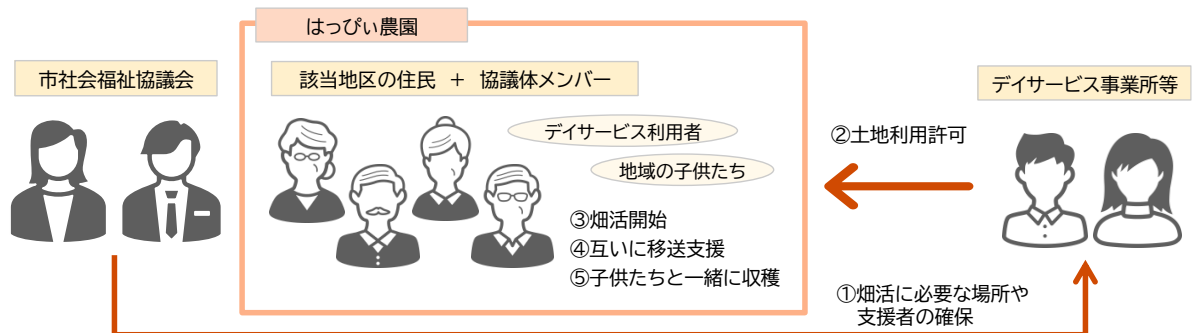 はっぴぃ農園
市社会福祉協議会
該当地区の住民 + 協議体メンバー
デイサービス事業所等
デイサービス利用者
地域の子供たち
②土地利用許可
③畑活開始
④互いに移送支援
⑤子供たちと一緒に収穫
①畑活に必要な場所や
支援者の確保